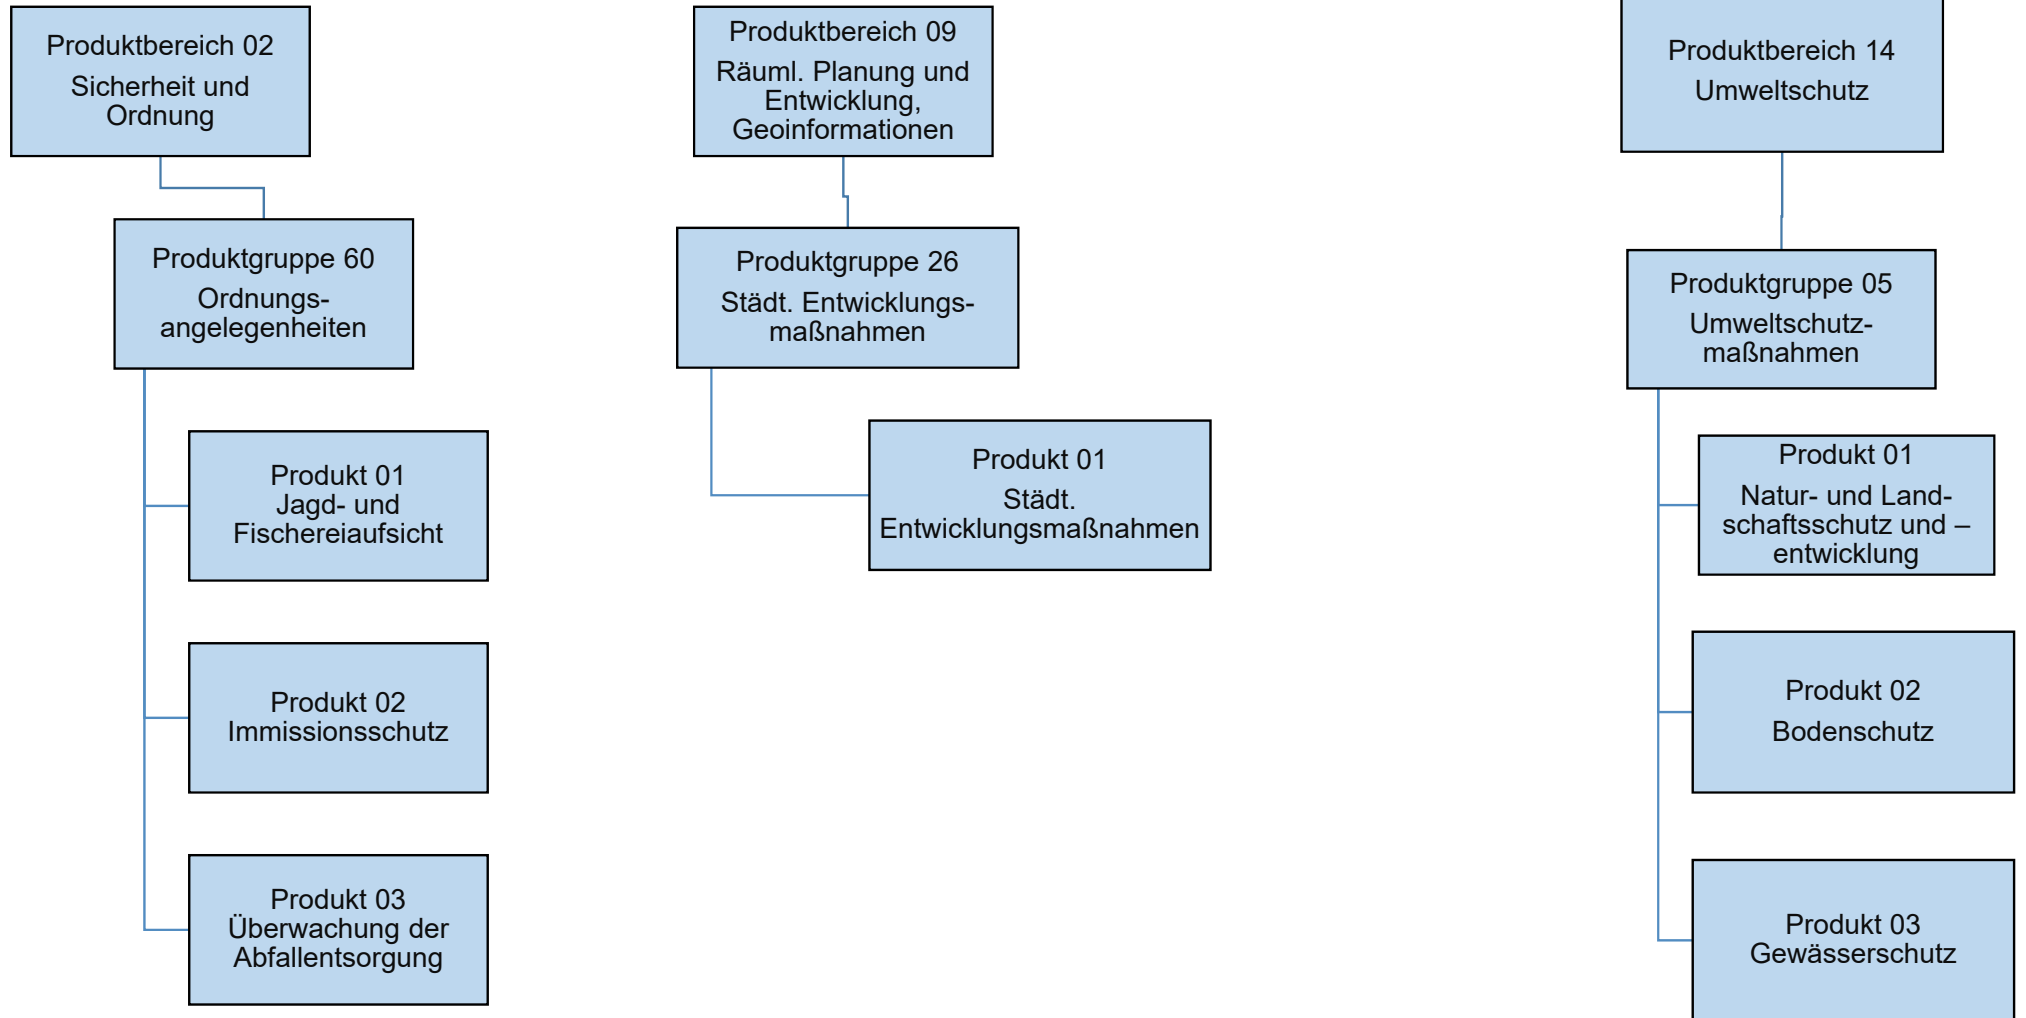 Produktbereich 02
Sicherheit und
Ordnung
Produktgruppe 60
Ordnungs-
angelegenheiten
Produkt 01
Jagd- und
Fischereiaufsicht
Produkt 02
Immissionsschutz
Produkt 03
Überwachung der
Abfallentsorgung
Produktbereich 09
Räuml. Planung und
Entwicklung,
Geoinformationen
Produktgruppe 26
Städt. Entwicklungs-
maßnahmen
Produkt 01
Städt.
Entwicklungsmaßnahmen
Produktbereich 14
Umweltschutz
Produktgruppe 05
Umweltschutz-
maßnahmen
Produkt 01
Natur- und Land-
schaftsschutz und –
entwicklung
Produkt 02
Bodenschutz
Produkt 03
Gewässerschutz